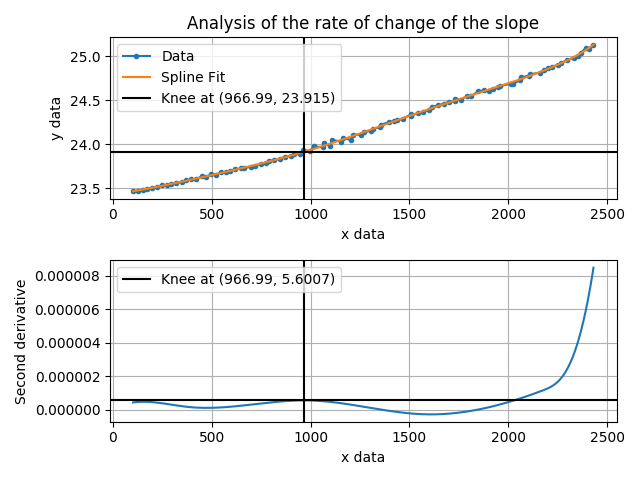 Analysis of the rate of change of the slope
Data
Spline Fit
Knee at (966.99, 23.915)
y data
25.0
24.5
24.0
23.5
0 500 1000 1500 2000 2500
x data
Knee at (966.99, 5.6007)
Second derivative
0.000008
0.000006
0.000004
0.000002
0.000000
0 500 1000 1500 2000 2500
x data